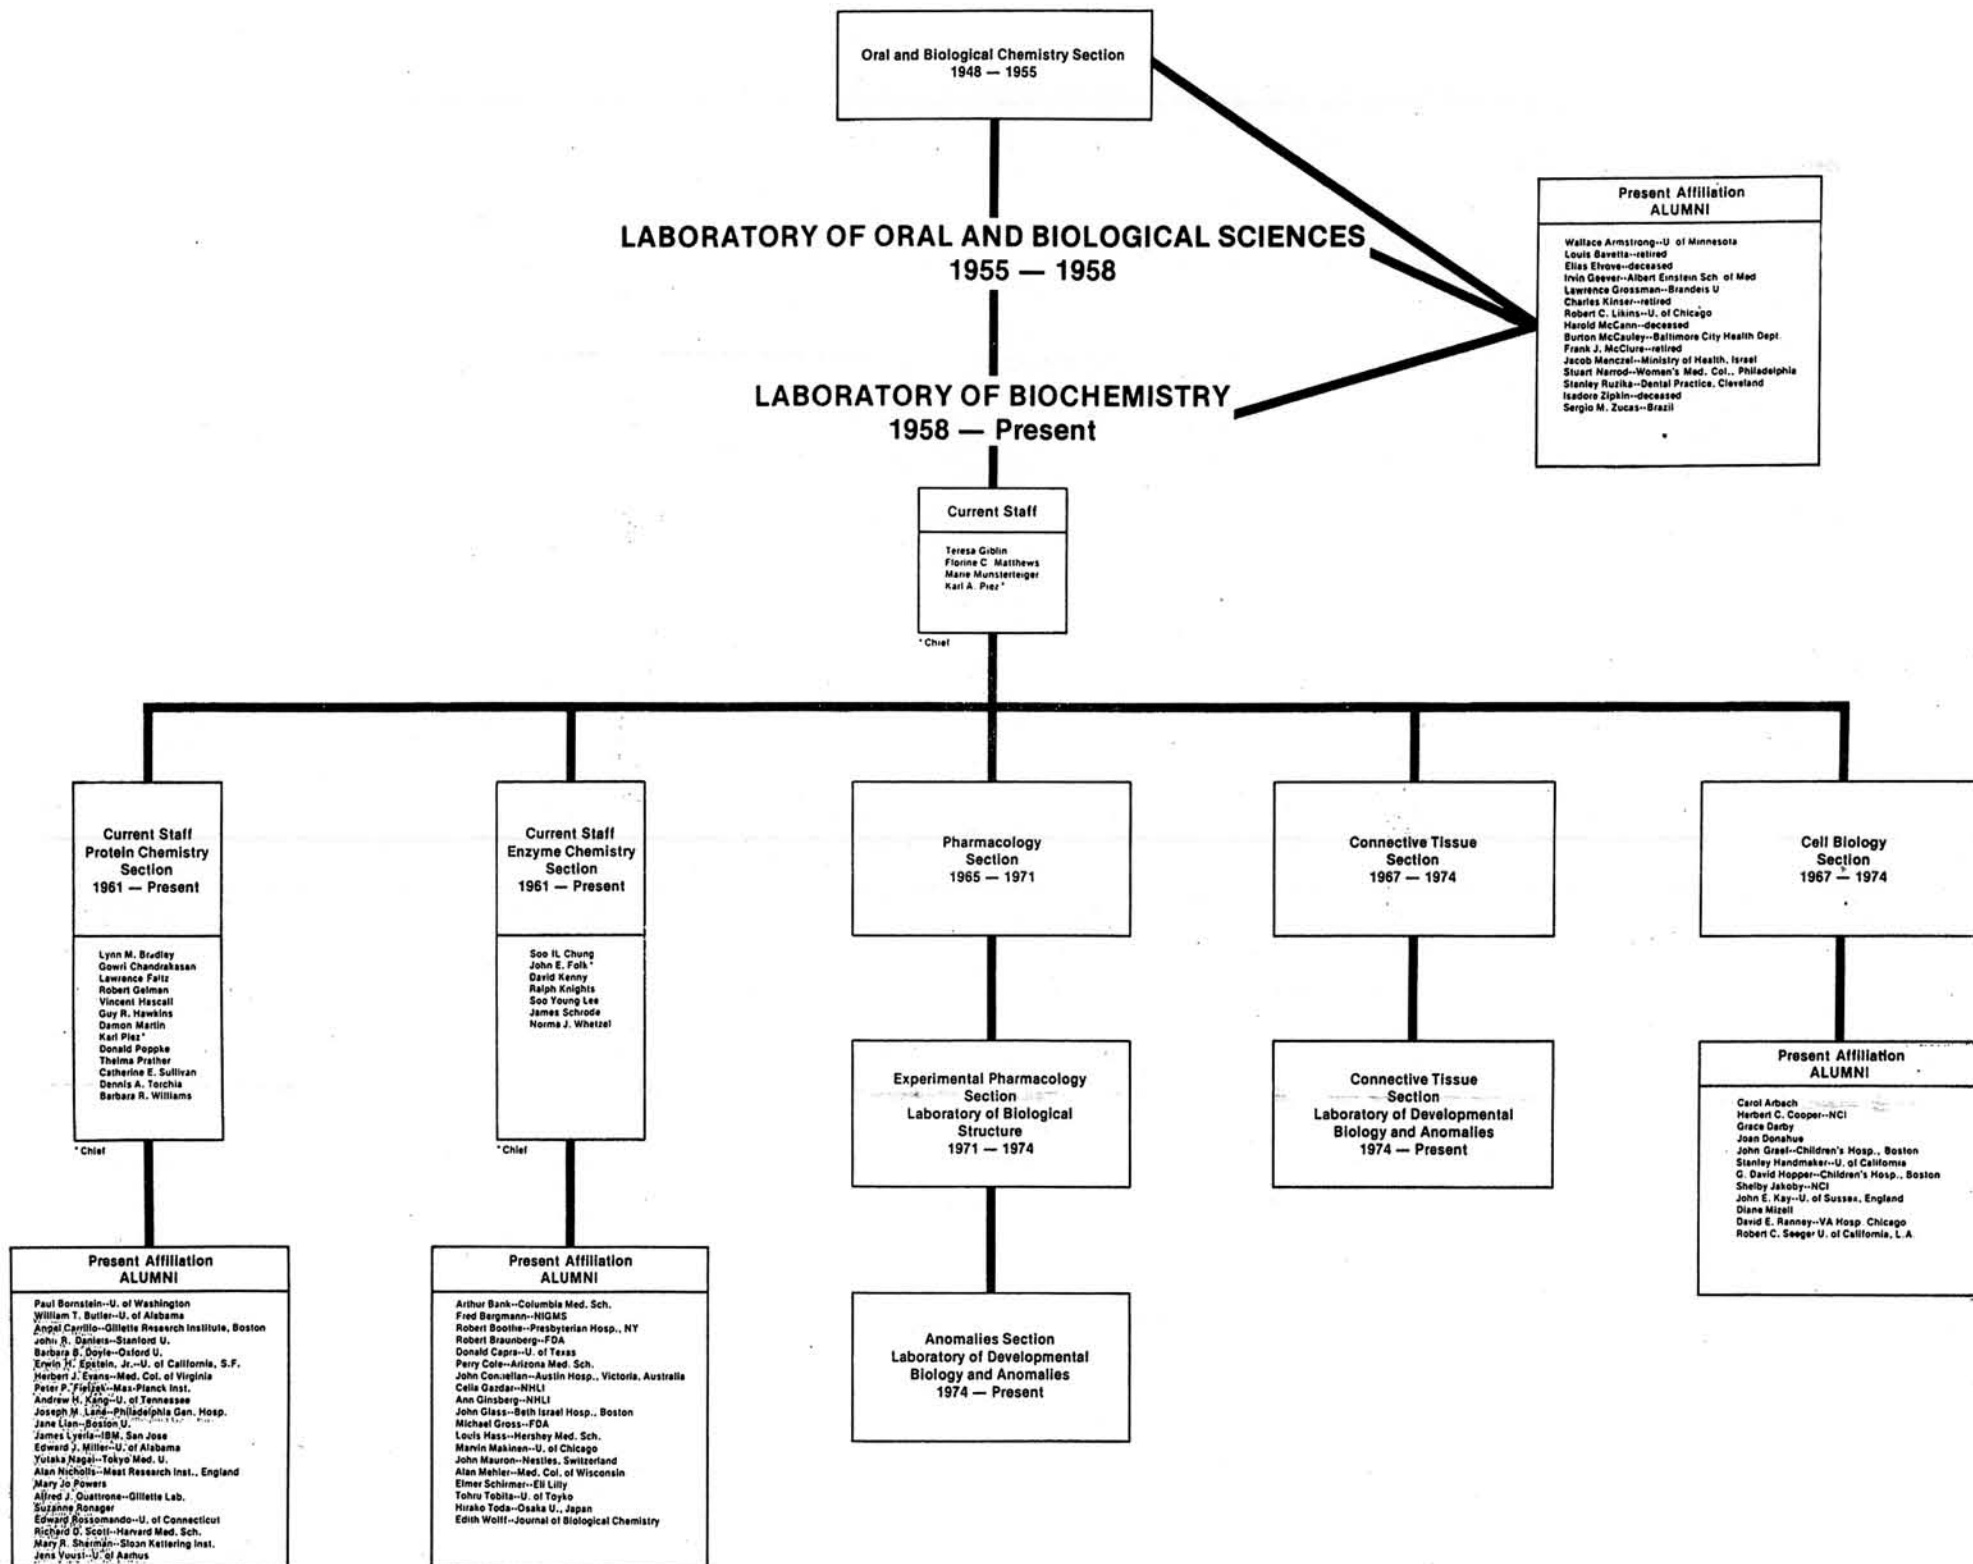 Oral and Biological Chemistry Section
1948 — 1955
LABORATORY OF ORAL AND BIOLOGICAL SCIENCES
1955 — 1958
LABORATORY OF BIOCHEMISTRY
1958 — Present
Present Affiliation
ALUMNI
Wallace Armstrong--U of Minnesota
Louis Bavetta--retired
Elias Elvove--deceased
Irvin Geever--Albert Einstein Sch of Med
Lawrence Grossman--Brandeis U
Charles Kinser--retired
Robert C. Likins--U. of Chicago
Harold McCann--deceased
Burton McCauley--Baltimore City Health Dept.
Frank J. McClure--retired
Jacob Menczel--Ministry of Health, Israel
Stuart Narrod--Women's Med. Col., Philadelphia
Stanley Ruzika--Dental Practice, Cleveland
Isadore Zipkin--deceased
Sergio M. Zucas--Brazil
Current Staff
Teresa Giblin
Florine C Matthews
Marie Munsterteiger
Karl A. Piez*
*Chief
Current Staff
Protein Chemistry
Section
1961 — Present
Lynn M. Bradley
Gowri Chandrakasan
Lawrence Faltz
Robert Gelman
Vincent Hascall
Guy R. Hawkins
Damon Martin
Karl Piez*
Donald Poppke
Thelma Prather
Catherine E. Sullivan
Dennis A. Torchia
Barbara R. Williams
*Chief
Present Affiliation
ALUMNI
Paul Bornstein--U. of Washington
William T. Butler--U. of Alabama
Angel Carrillo--Gillette Research Institute, Boston
John R. Daniels--Stanford U.
Barbara B. Doyle--Oxford U.
Erwin H. Epstein, Jr.--U. of California, S.F.
Herbert J. Evans--Med. Col. of Virginia
Peter P. Fietzek--Max-Planck Inst.
Andrew H. Kang--U. of Tennessee
Joseph M. Lane--Philadelphia Gen. Hosp.
Jane Lian--Boston U.
James Lyerla--IBM, San Jose
Edward J. Miller--U. of Alabama
Yutaka Nagai--Tokyo Med. U.
Alan Nicholls--Meat Research Inst., England
Mary Jo Powers
Alfred J. Quattrone--Gillette Lab.
Suzanne Ronager
Edward Rossomando--U. of Connecticut
Richard D. Scott--Harvard Med. Sch.
Mary R. Sherman--Sloan Kettering Inst.
Jens Vuust--U. of Aarhus
Current Staff
Enzyme Chemistry
Section
1961 — Present
Soo IL Chung
John E. Folk*
David Kenny
Ralph Knights
Soo Young Lee
James Schrode
Norma J. Whetzel
*Chief
Present Affiliation
ALUMNI
Arthur Bank--Columbia Med. Sch.
Fred Bergmann--NIGMS
Robert Boothe--Presbyterian Hosp., NY
Robert Braunberg--FDA
Donald Capra--U. of Texas
Perry Cole--Arizona Med. Sch.
John Connellan--Austin Hosp., Victoria, Australia
Celia Gazdar--NHLI
Ann Ginsberg--NHLI
John Glass--Beth Israel Hosp., Boston
Michael Gross--FDA
Louis Hass--Hershey Med. Sch.
Marvin Makinen--U. of Chicago
John Mauron--Nestles, Switzerland
Alan Mehler--Med. Col. of Wisconsin
Elmer Schirmer--Eli Lilly
Tohru Tobita--U. of Toyko
Hirako Toda--Osaka U., Japan
Edith Wolff--Journal of Biological Chemistry
Pharmacology
Section
1965 — 1971
Experimental Pharmacology
Section
Laboratory of Biological
Structure
1971 — 1974
Anomalies Section
Laboratory of Developmental
Biology and Anomalies
1974 — Present
Connective Tissue
Section
1967 — 1974
Connective Tissue
Section
Laboratory of Developmental
Biology and Anomalies
1974 — Present
Cell Biology
Section
1967 — 1974
Present Affiliation
ALUMNI
Carol Arbach
Herbert C. Cooper--NCI
Grace Darby
Joan Donahue
John Graef--Children's Hosp., Boston
Stanley Handmaker--U. of California
G. David Hopper--Children's Hosp., Boston
Shelby Jakoby--NCI
John E. Kay--U. of Sussex, England
Diane Mizell
David E. Ranney--VA Hosp. Chicago
Robert C. Seeger U. of California, L.A.